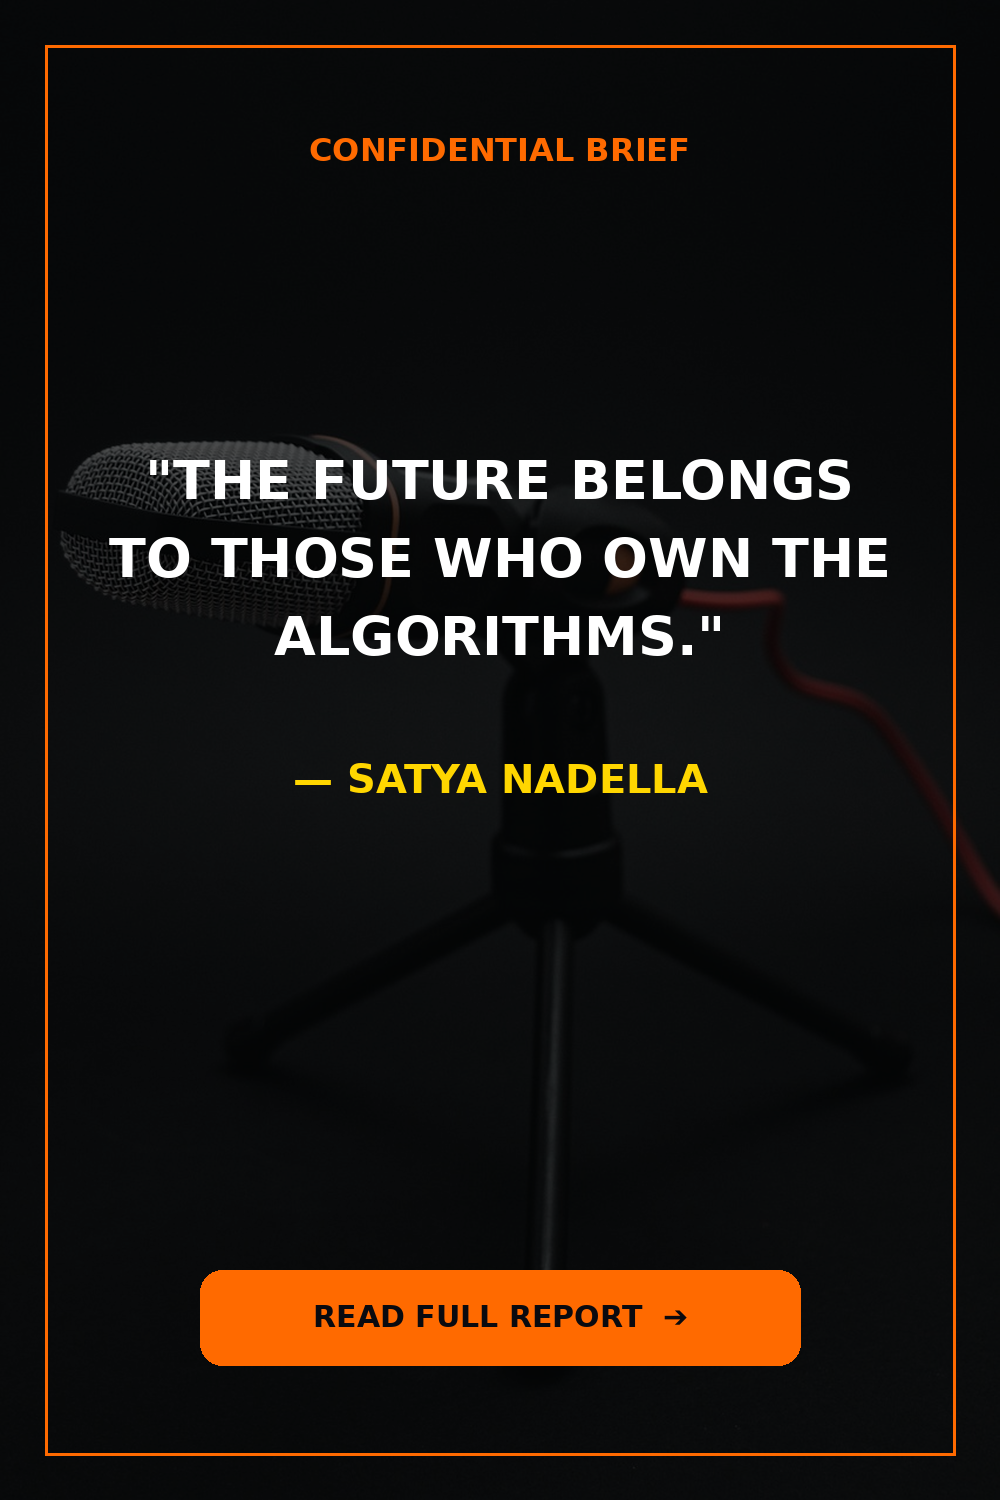 CONFIDENTIAL BRIEF
"THE FUTURE BELONGS
TO THOSE WHO OWN THE
ALGORITHMS."
— SATYA NADELLA
READ FULL REPORT ➔